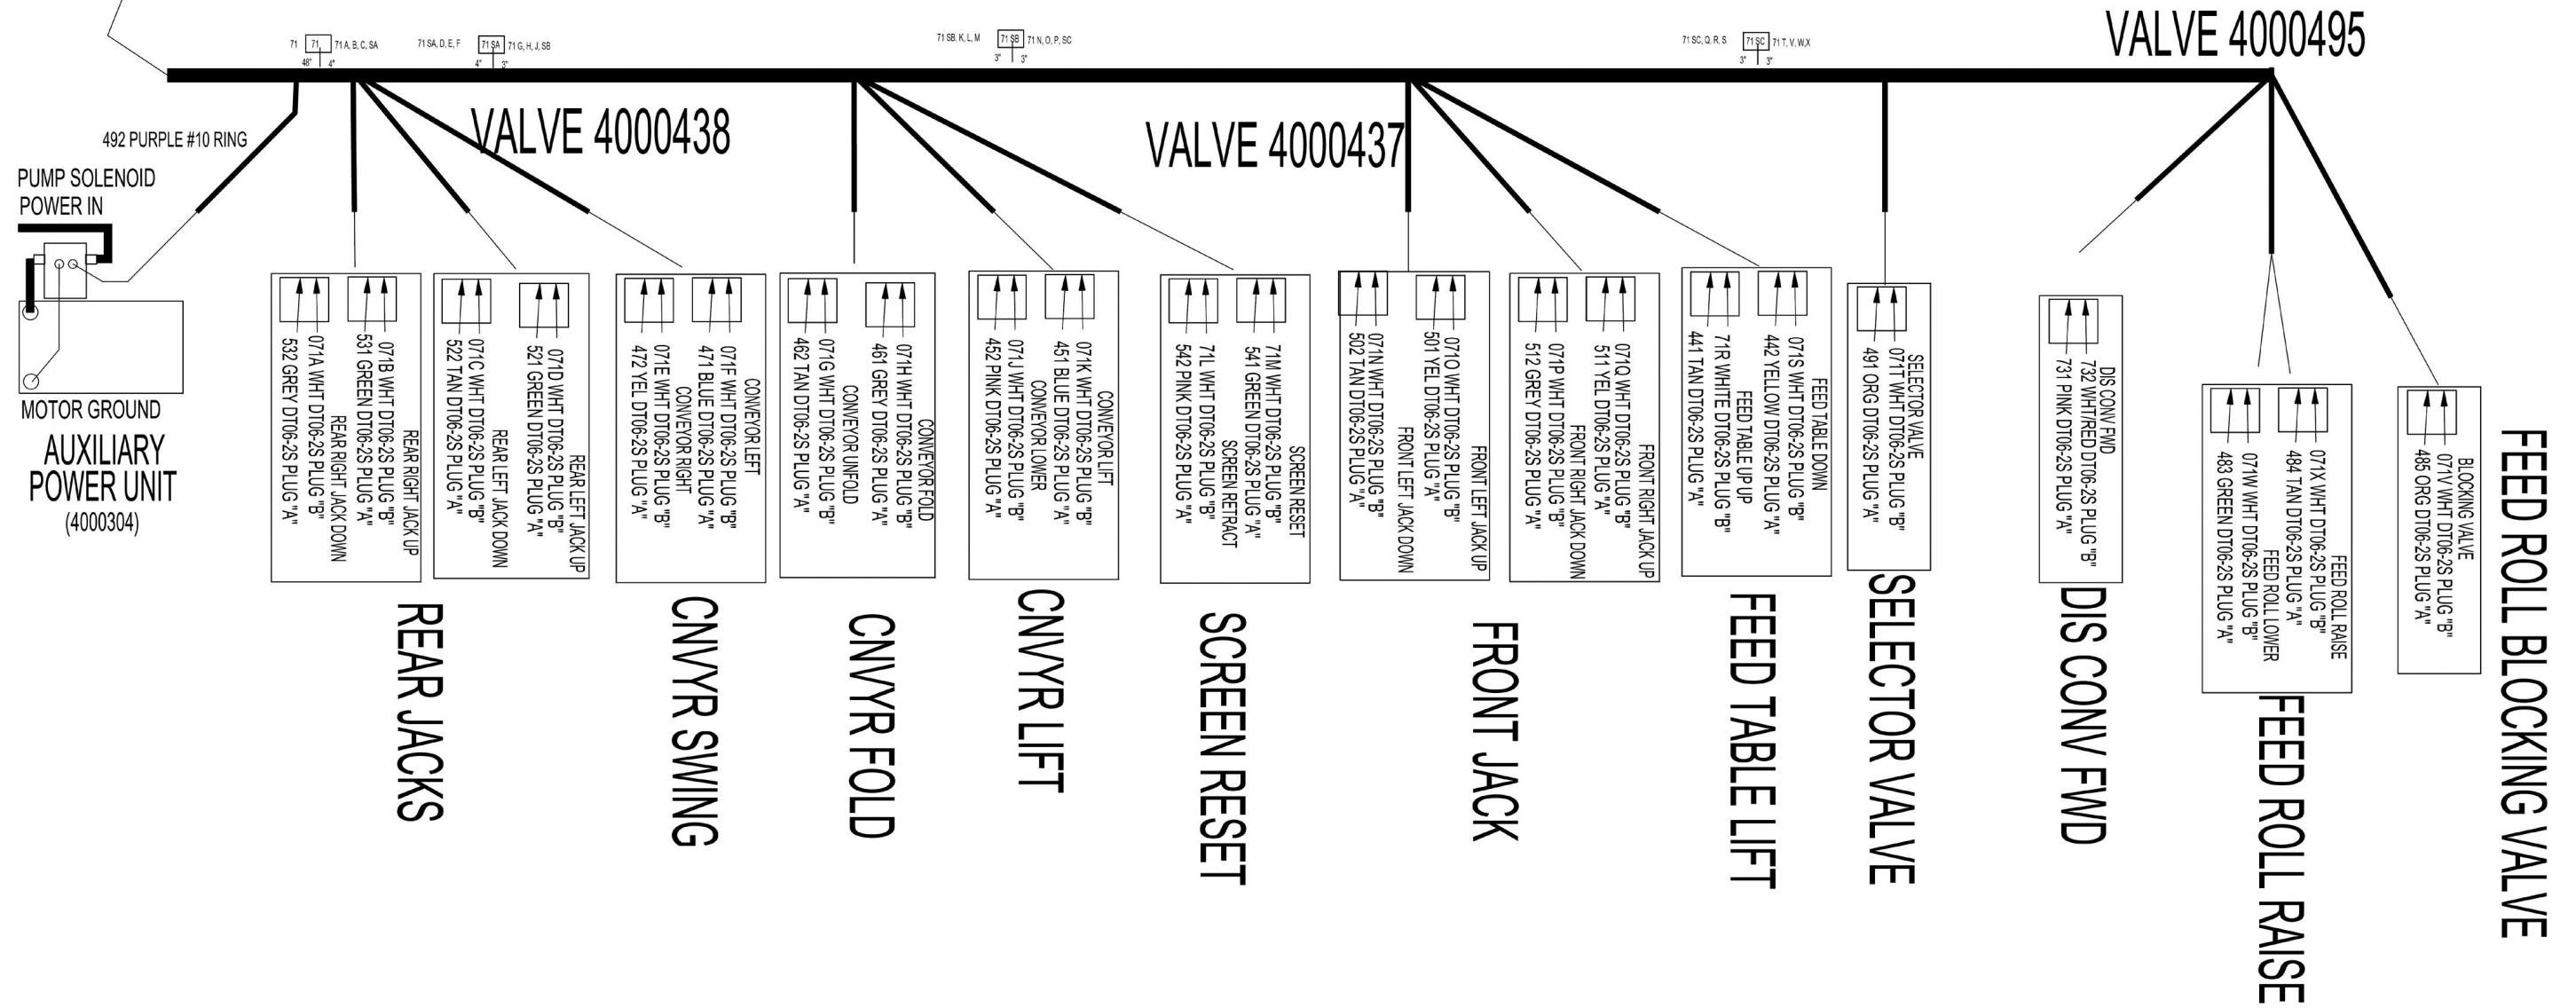 VALVE 4000495
71
71
71 A, B, C, SA
48" 4"
71 SA, D, E, F
71 SA
71 G, H, J, SB
4" 3"
71 SB, K, L, M
71 SB
71 N, O, P, SC
3" 3"
71 SC, Q, R, S
71 SC
71 T, V, W,X
3" 3"
VALVE 4000438
VALVE 4000437
492 PURPLE #10 RING
PUMP SOLENOID
POWER IN
MOTOR GROUND
AUXILIARY
POWER UNIT
(4000304)
REAR RIGHT JACK UP
071B WHT DT06-2S PLUG "B"
531 GREEN DT06-2S PLUG "A"
REAR RIGHT JACK DOWN
071A WHT DT06-2S PLUG "B"
532 GREY DT06-2S PLUG "A"
REAR LEFT JACK UP
071D WHT DT06-2S PLUG "B"
521 GREEN DT06-2S PLUG "A"
REAR LEFT JACK DOWN
071C WHT DT06-2S PLUG "B"
522 TAN DT06-2S PLUG "A"
REAR JACKS
CONVEYOR LEFT
071F WHT DT06-2S PLUG "B"
471 BLUE DT06-2S PLUG "A"
CONVEYOR RIGHT
071E WHT DT06-2S PLUG "B"
472 YEL DT06-2S PLUG "A"
CNVYR SWING
CONVEYOR FOLD
071H WHT DT06-2S PLUG "B"
461 GREY DT06-2S PLUG "A"
CONVEYOR UNFOLD
071G WHT DT06-2S PLUG "B"
462 TAN DT06-2S PLUG "A"
CNVYR FOLD
CONVEYOR LIFT
071K WHT DT06-2S PLUG "B"
451 BLUE DT06-2S PLUG "A"
CONVEYOR LOWER
071J WHT DT06-2S PLUG "B"
452 PINK DT06-2S PLUG "A"
CNVYR LIFT
SCREEN RESET
71M WHT DT06-2S PLUG "B"
541 GREEN DT06-2S PLUG "A"
SCREEN RETRACT
71L WHT DT06-2S PLUG "B"
542 PINK DT06-2S PLUG "A"
SCREEN RESET
FRONT LEFT JACK UP
071O WHT DT06-2S PLUG "B"
501 YEL DT06-2S PLUG "A"
FRONT LEFT JACK DOWN
071N WHT DT06-2S PLUG "B"
502 TAN DT06-2S PLUG "A"
FRONT RIGHT JACK UP
071Q WHT DT06-2S PLUG "B"
511 YEL DT06-2S PLUG "A"
FRONT RIGHT JACK DOWN
071P WHT DT06-2S PLUG "B"
512 GREY DT06-2S PLUG "A"
FRONT JACK
FEED TABLE DOWN
071S WHT DT06-2S PLUG "B"
442 YELLOW DT06-2S PLUG "A"
FEED TABLE UP UP
71R WHITE DT06-2S PLUG "B"
441 TAN DT06-2S PLUG "A"
FEED TABLE LIFT
SELECTOR VALVE
071T WHT DT06-2S PLUG "B"
491 ORG DT06-2S PLUG "A"
SELECTOR VALVE
DIS CONV FWD
732 WHT/RED DT06-2S PLUG "B"
731 PINK DT06-2S PLUG "A"
DIS CONV FWD
FEED ROLL RAISE
071X WHT DT06-2S PLUG "B"
484 TAN DT06-2S PLUG "A"
FEED ROLL LOWER
071W WHT DT06-2S PLUG "B"
483 GREEN DT06-2S PLUG "A"
FEED ROLL RAISE
BLOCKING VALVE
071V WHT DT06-2S PLUG "B"
485 ORG DT06-2S PLUG "A"
FEED ROLL BLOCKING VALVE